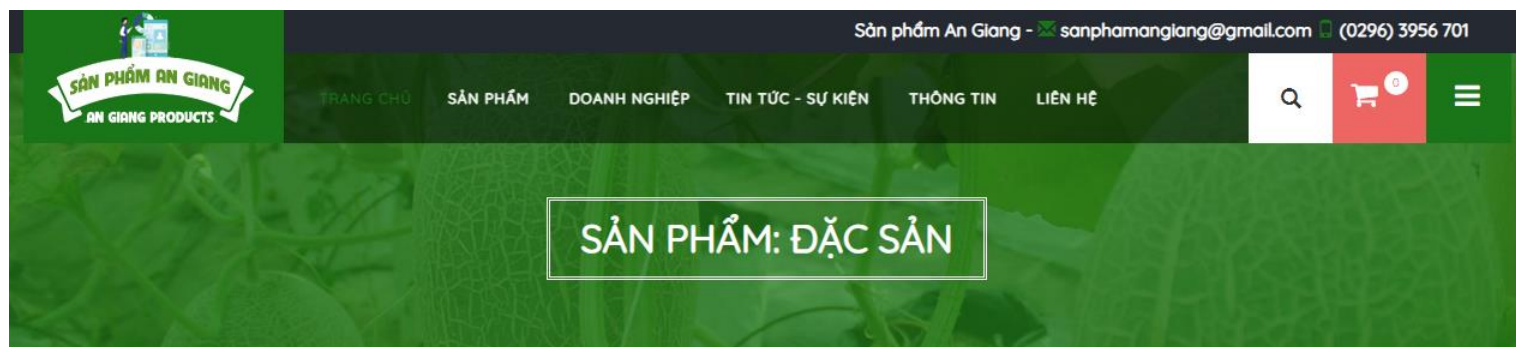 Sản phẩm An Giang - sanphamangiang@gmail.com (0296) 3956 701
SẢN PHẨM AN GIANG
AN GIANG PRODUCTS
TRANG CHỦ SẢN PHẨM DOANH NGHIỆP TIN TỨC - SỰ KIỆN THÔNG TIN LIÊN HỆ
0
SẢN PHẨM: ĐẶC SẢN